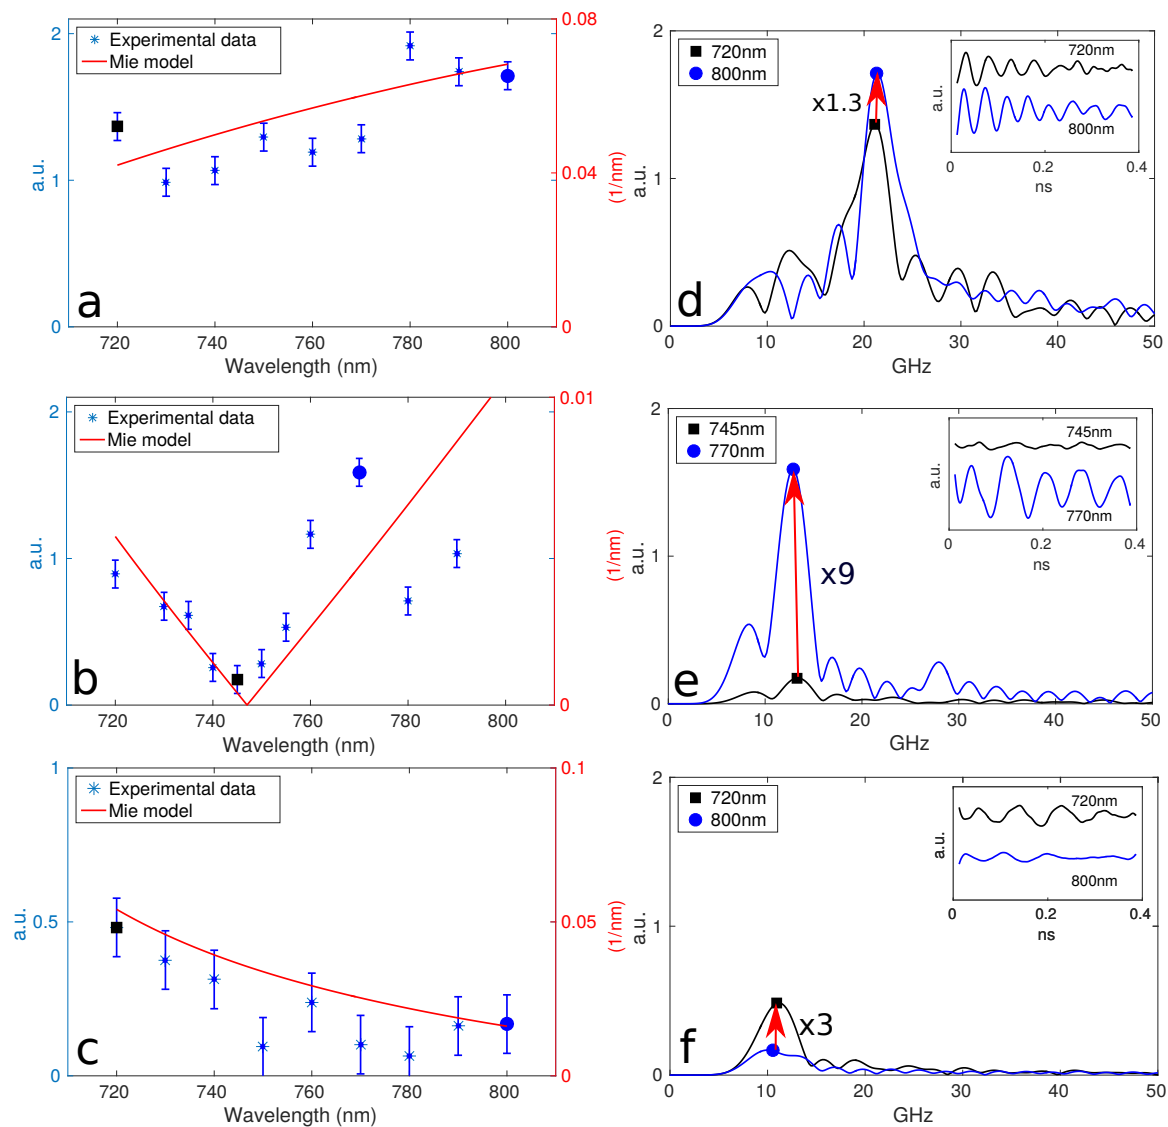 2
1
0
a.u.
Experimental data
Mie model
a
0.08
0.04
0
(1/nm)
720 740 760 780 800
Wavelength (nm)
2
1
0
a.u.
720nm
800nm
x1.3
d
720nm
800nm
a.u.
0 0.2 0.4
ns
0 10 20 30 40 50
GHz
2
1
0
a.u.
Experimental data
Mie model
b
0.01
0
(1/nm)
720 740 760 780 800
Wavelength (nm)
2
1
0
a.u.
745nm
770nm
x9
e
745nm
770nm
a.u.
0 0.2 0.4
ns
0 10 20 30 40 50
GHz
1
0.5
0
a.u.
Experimental data
Mie model
c
0.1
0.05
0
(1/nm)
720 740 760 780 800
Wavelength (nm)
2
1
0
a.u.
720nm
800nm
x3
f
720nm
800nm
a.u.
0 0.2 0.4
ns
0 10 20 30 40 50
GHz